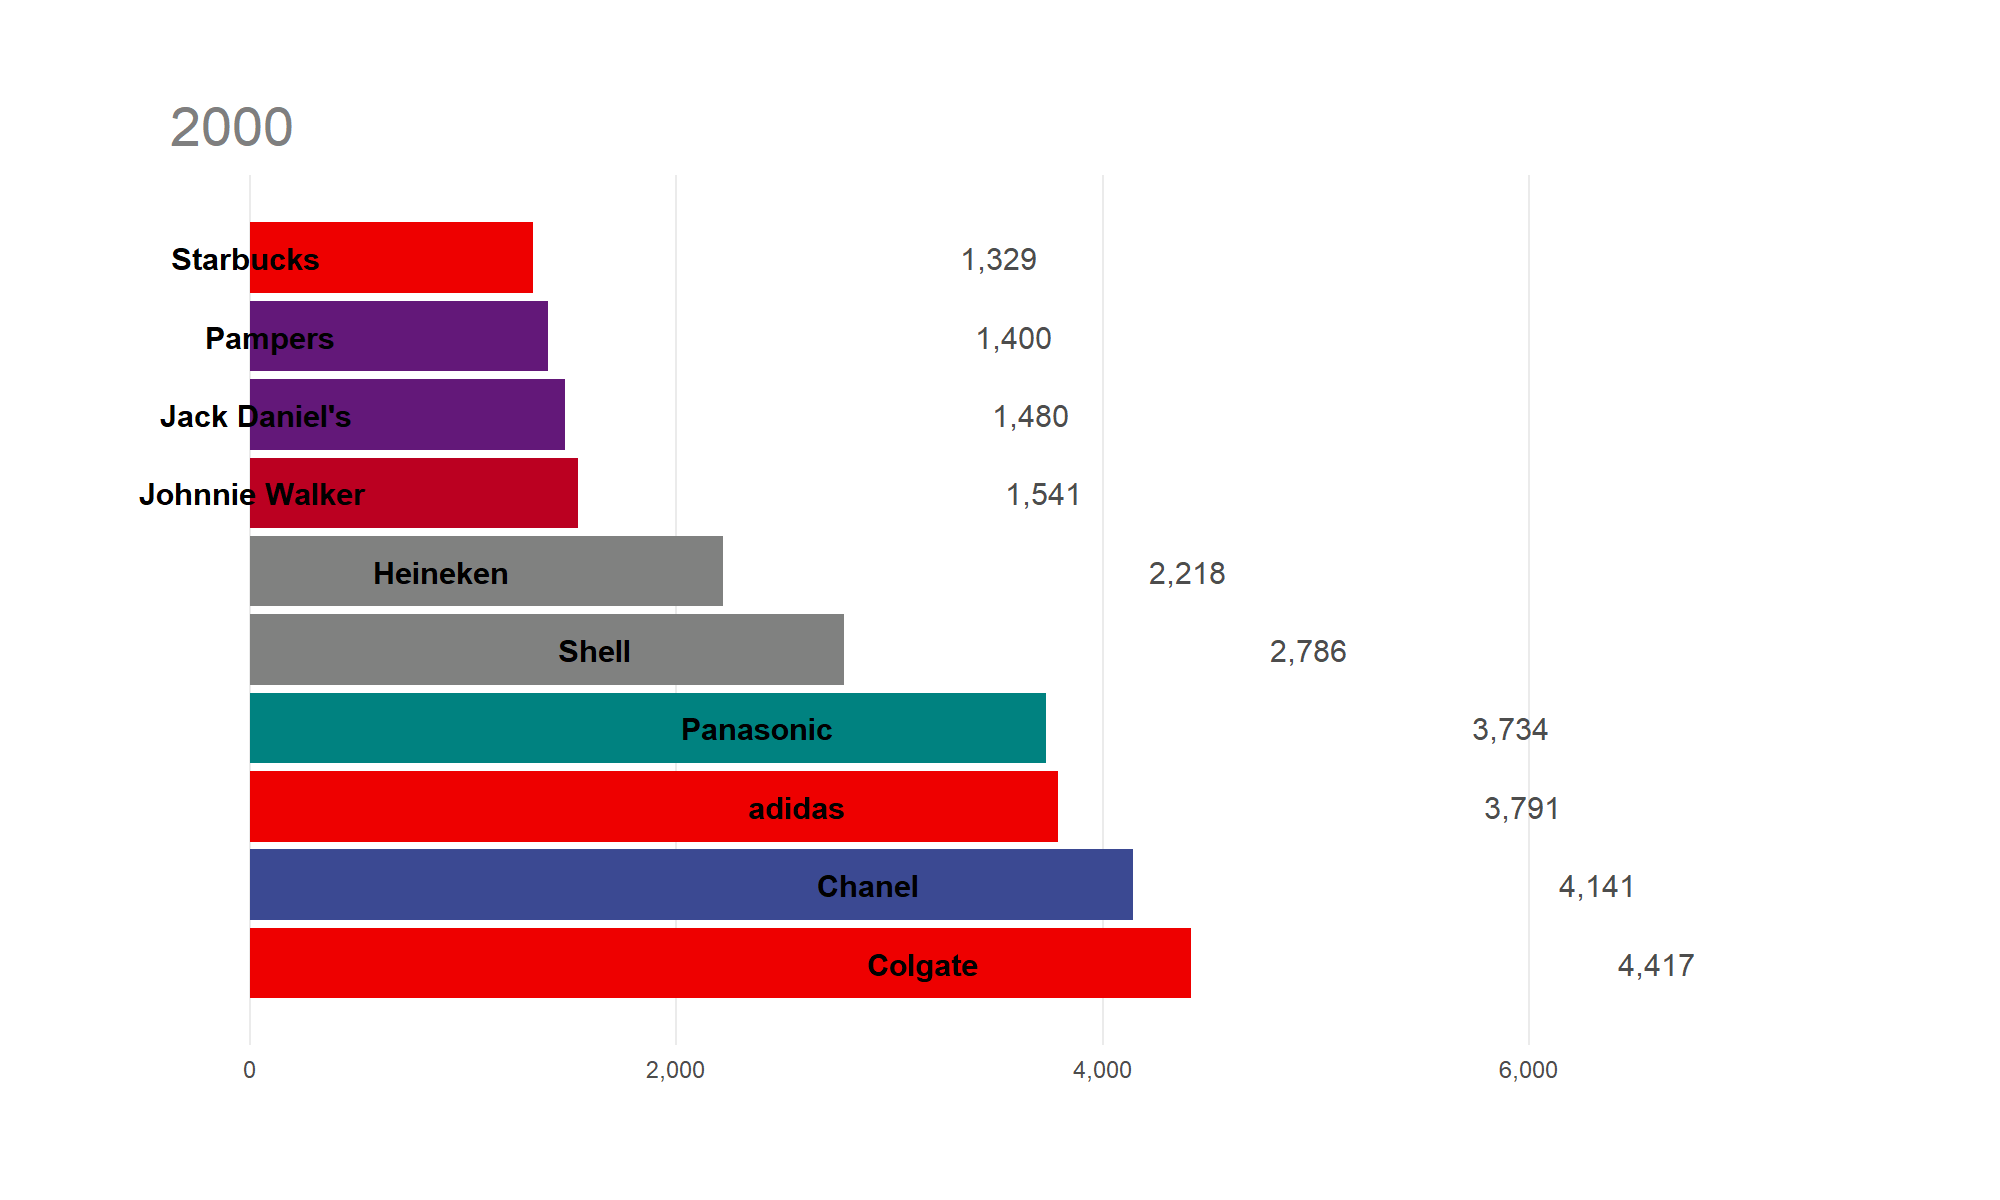 2000
Starbucks 1,329
Pampers 1,400
Jack Daniel's 1,480
Johnnie Walker 1,541
Heineken 2,218
Shell 2,786
Panasonic 3,734
adidas 3,791
Chanel 4,141
Colgate 4,417
0 2,000 4,000 6,000